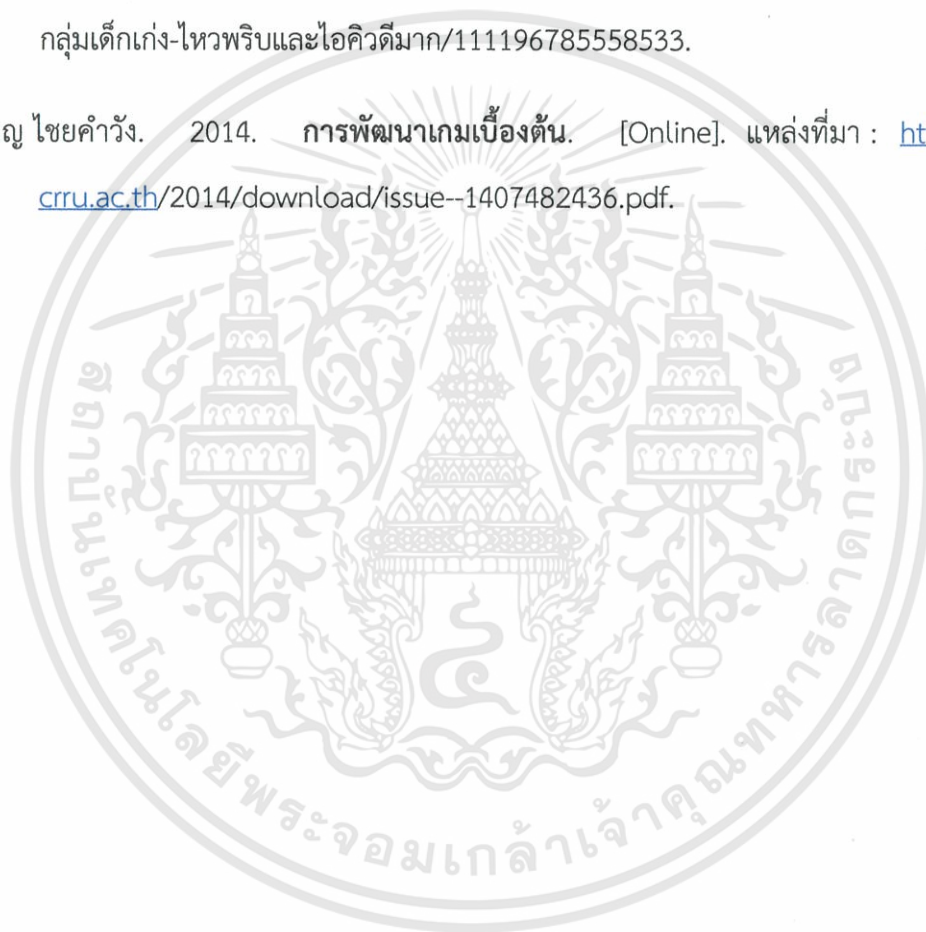 กลุ่มเด็กเก่ง-ไหวพริบและไอคิวดีมาก/111196785558533.
ญ ไชยคำวัง. 2014. การพัฒนาเกมเบื้องต้น. [Online]. แหล่งที่มา : ht
crru.ac.th/2014/download/issue--1407482436.pdf.
สถาบันเทคโนโลยีพระจอมเกล้าเจ้าคุณทหารลาดกระบัง
๔